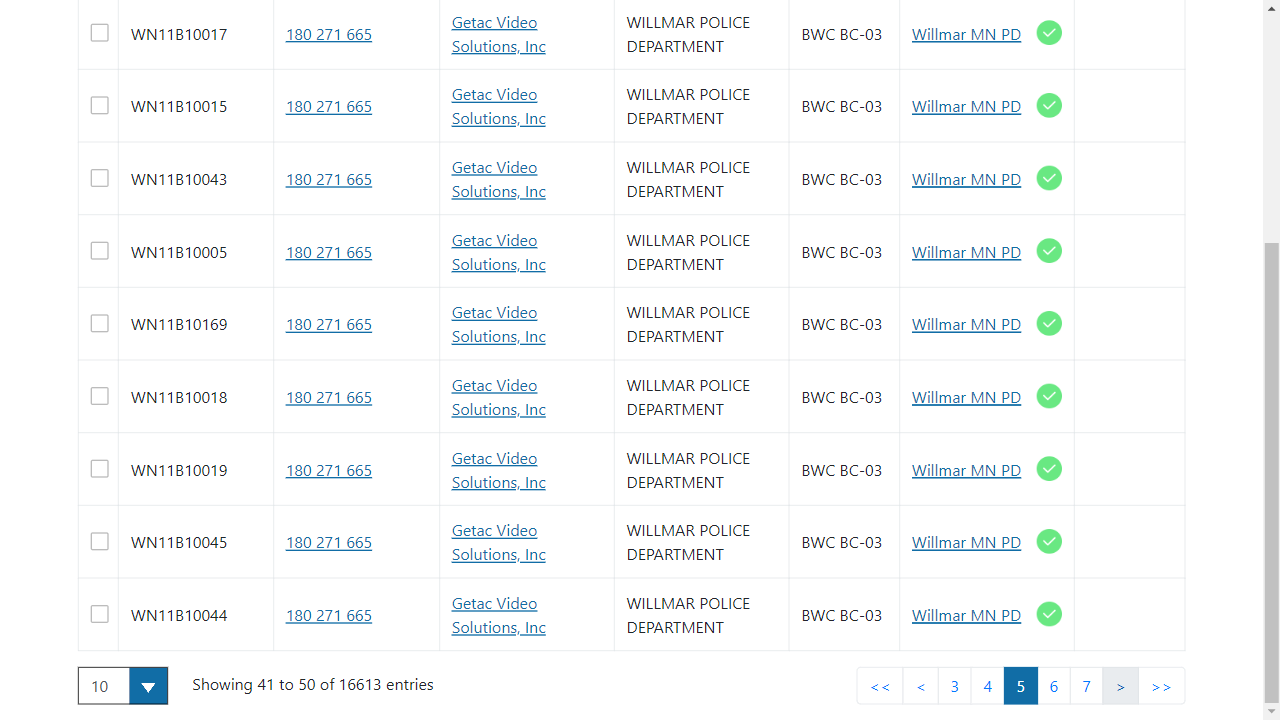 WN11B10017 180 271 665 Getac Video Solutions, Inc WILLMAR POLICE DEPARTMENT BWC BC-03 Willmar MN PD
WN11B10015 180 271 665 Getac Video Solutions, Inc WILLMAR POLICE DEPARTMENT BWC BC-03 Willmar MN PD
WN11B10043 180 271 665 Getac Video Solutions, Inc WILLMAR POLICE DEPARTMENT BWC BC-03 Willmar MN PD
WN11B10005 180 271 665 Getac Video Solutions, Inc WILLMAR POLICE DEPARTMENT BWC BC-03 Willmar MN PD
WN11B10169 180 271 665 Getac Video Solutions, Inc WILLMAR POLICE DEPARTMENT BWC BC-03 Willmar MN PD
WN11B10018 180 271 665 Getac Video Solutions, Inc WILLMAR POLICE DEPARTMENT BWC BC-03 Willmar MN PD
WN11B10019 180 271 665 Getac Video Solutions, Inc WILLMAR POLICE DEPARTMENT BWC BC-03 Willmar MN PD
WN11B10045 180 271 665 Getac Video Solutions, Inc WILLMAR POLICE DEPARTMENT BWC BC-03 Willmar MN PD
WN11B10044 180 271 665 Getac Video Solutions, Inc WILLMAR POLICE DEPARTMENT BWC BC-03 Willmar MN PD
10 Showing 41 to 50 of 16613 entries << < 3 4 5 6 7 > >>